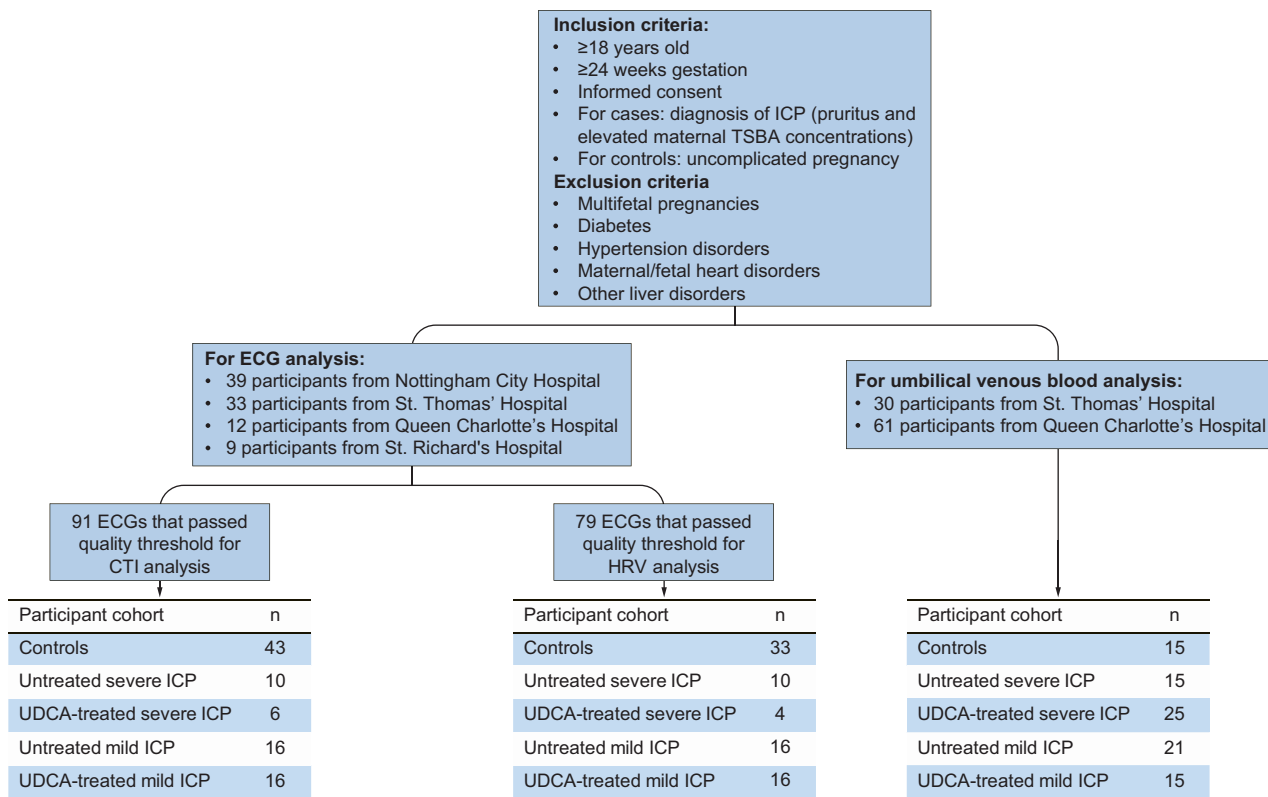 Inclusion criteria:
• ≥18 years old
• ≥24 weeks gestation
• Informed consent
• For cases: diagnosis of ICP (pruritus and
elevated maternal TSBA concentrations)
• For controls: uncomplicated pregnancy
Exclusion criteria
• Multifetal pregnancies
• Diabetes
• Hypertension disorders
• Maternal/fetal heart disorders
• Other liver disorders
For ECG analysis:
• 39 participants from Nottingham City Hospital
• 33 participants from St. Thomas' Hospital
• 12 participants from Queen Charlotte's Hospital
• 9 participants from St. Richard's Hospital
For umbilical venous blood analysis:
• 30 participants from St. Thomas' Hospital
• 61 participants from Queen Charlotte's Hospital
91 ECGs that passed
quality threshold for
CTI analysis
79 ECGs that passed
quality threshold for
HRV analysis
Participant cohort n
Controls 43
Untreated severe ICP 10
UDCA-treated severe ICP 6
Untreated mild ICP 16
UDCA-treated mild ICP 16
Participant cohort n
Controls 33
Untreated severe ICP 10
UDCA-treated severe ICP 4
Untreated mild ICP 16
UDCA-treated mild ICP 16
Participant cohort n
Controls 15
Untreated severe ICP 15
UDCA-treated severe ICP 25
Untreated mild ICP 21
UDCA-treated mild ICP 15